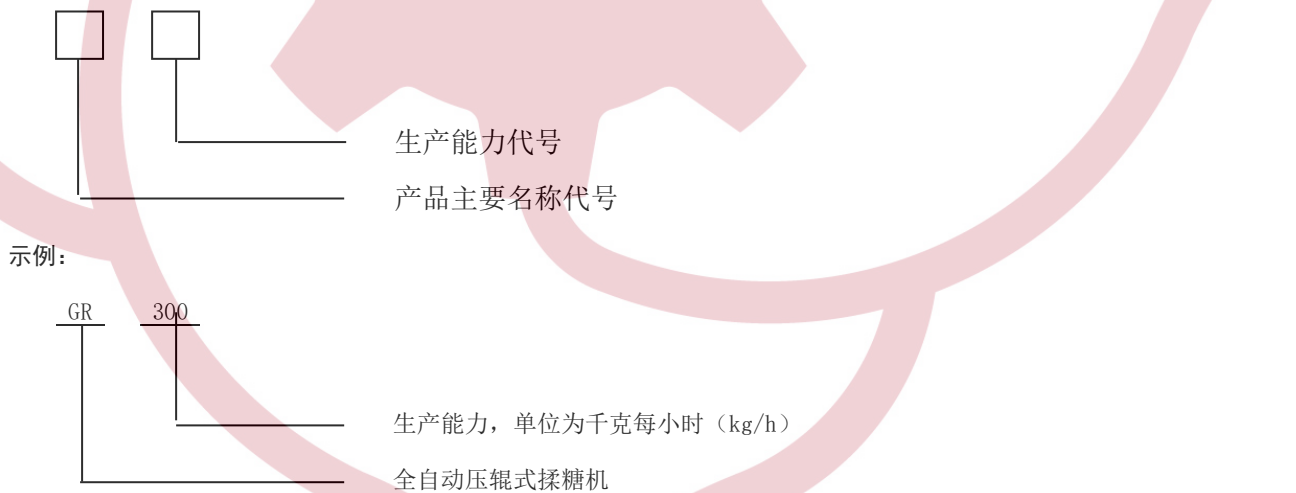 生产能力代号
产品主要名称代号
示例：
GR 300
生产能力，单位为千克每小时（kg/h）
全自动压辊式揉糖机